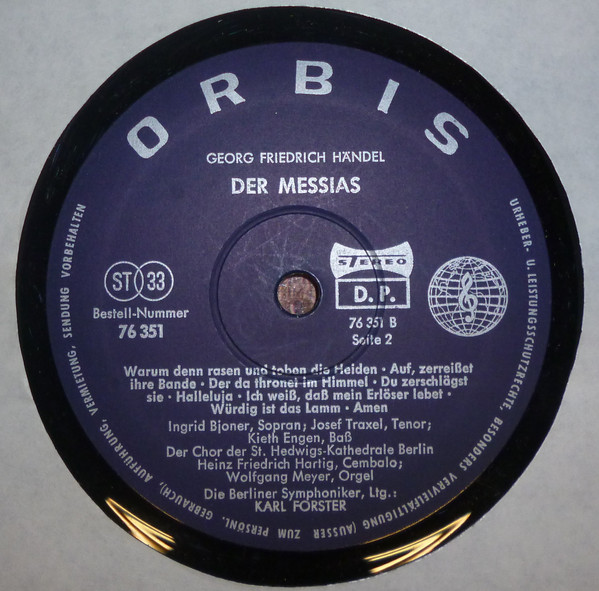 ORBIS
GEORG FRIEDRICH HÄNDEL
DER MESSIAS
ST 33
Bestell-Nummer
76 351
STEREO
D. P.
76 351 B
Seite 2
Warum denn rasen und toben die Heiden · Auf, zerreißet
ihre Bande · Der da thronet im Himmel · Du zerschlägst
sie · Halleluja · Ich weiß, daß mein Erlöser lebet ·
Würdig ist das Lamm · Amen
Ingrid Bjoner, Sopran; Josef Traxel, Tenor;
Kieth Engen, Baß
Der Chor der St. Hedwigs-Kathedrale Berlin
Heinz Friedrich Hartig, Cembalo;
Wolfgang Meyer, Orgel
Die Berliner Symphoniker, Ltg.:
KARL FORSTER
URHEBER- U. LEISTUNGSSCHUTZRECHTE, BESONDERS VERVIELFÄLTIGUNG (AUSSER ZUM PERSÖNL. GEBRAUCH), AUFFÜHRUNG, VERMIETUNG, SENDUNG VORBEHALTEN